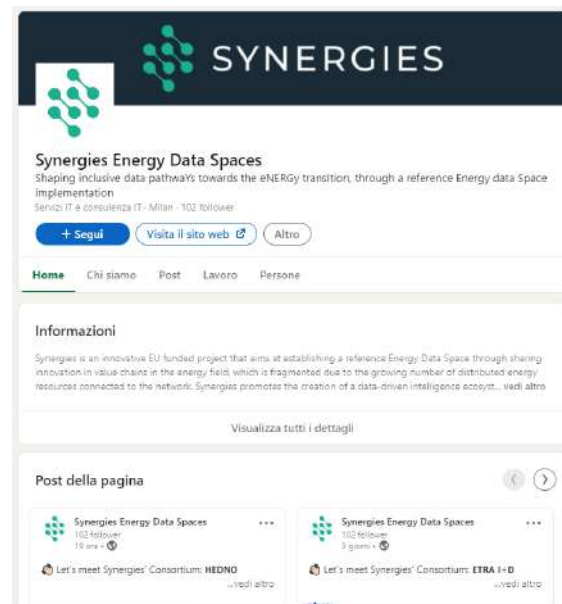 SYNERGIES
Synergies Energy Data Spaces
Shaping inclusive data pathwaYs towards the eNERGy transition, through a reference Energy data Space
implementation
Servizi IT e consulenza IT · Milan · 102 follower
+ Segui Visita il sito web Altro
Home Chi siamo Post Lavoro Persone
Informazioni
Synergies is an innovative EU funded project that aims at establishing a reference Energy Data Space through sharing
innovation in value chains in the energy field, which is fragmented due to the growing number of distributed energy
resources connected to the network. Synergies promotes the creation of a data-driven intelligence ecosyst... vedi altro
Visualizza tutti i dettagli
Post della pagina
Synergies Energy Data Spaces
102 follower
19 ore •
Let's meet Synergies' Consortium: HEDNO
...vedi altro
Synergies Energy Data Spaces
102 follower
3 giorni •
Let's meet Synergies' Consortium: ETRA I+D
...vedi altro